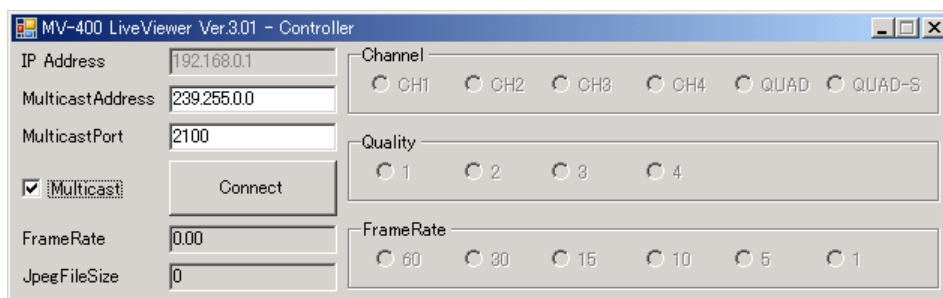 MV-400 LiveViewer Ver.3.01 - Controller
IP Address 192.168.0.1
MulticastAddress 239.255.0.0
MulticastPort 2100
Multicast Connect
FrameRate 0.00
JpegFileSize 0
Channel
CH1 CH2 CH3 CH4 QUAD QUAD-S
Quality
1 2 3 4
FrameRate
60 30 15 10 5 1